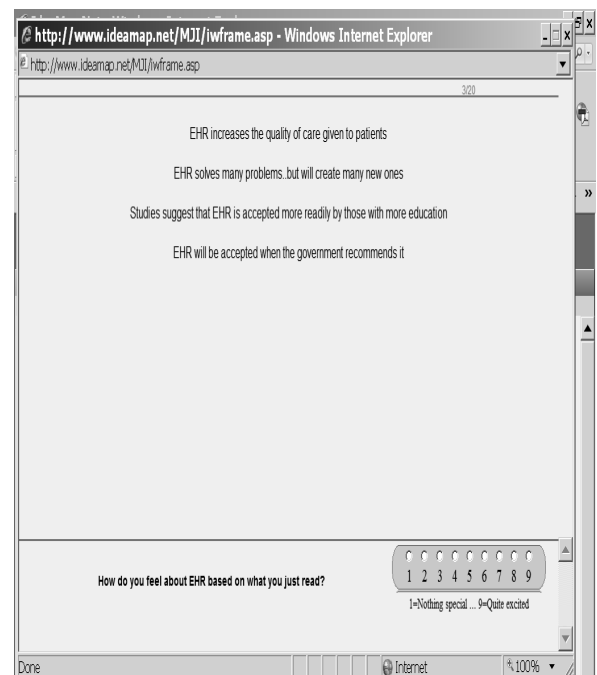 http://www.ideamap.net/MJI/iwframe.asp - Windows Internet Explorer
http://www.ideamap.net/MJI/iwframe.asp
3/20
EHR increases the quality of care given to patients
EHR solves many problems..but will create many new ones
Studies suggest that EHR is accepted more readily by those with more education
EHR will be accepted when the government recommends it
How do you feel about EHR based on what you just read?
1 2 3 4 5 6 7 8 9
1=Nothing special ... 9=Quite excited
Done Internet 100%